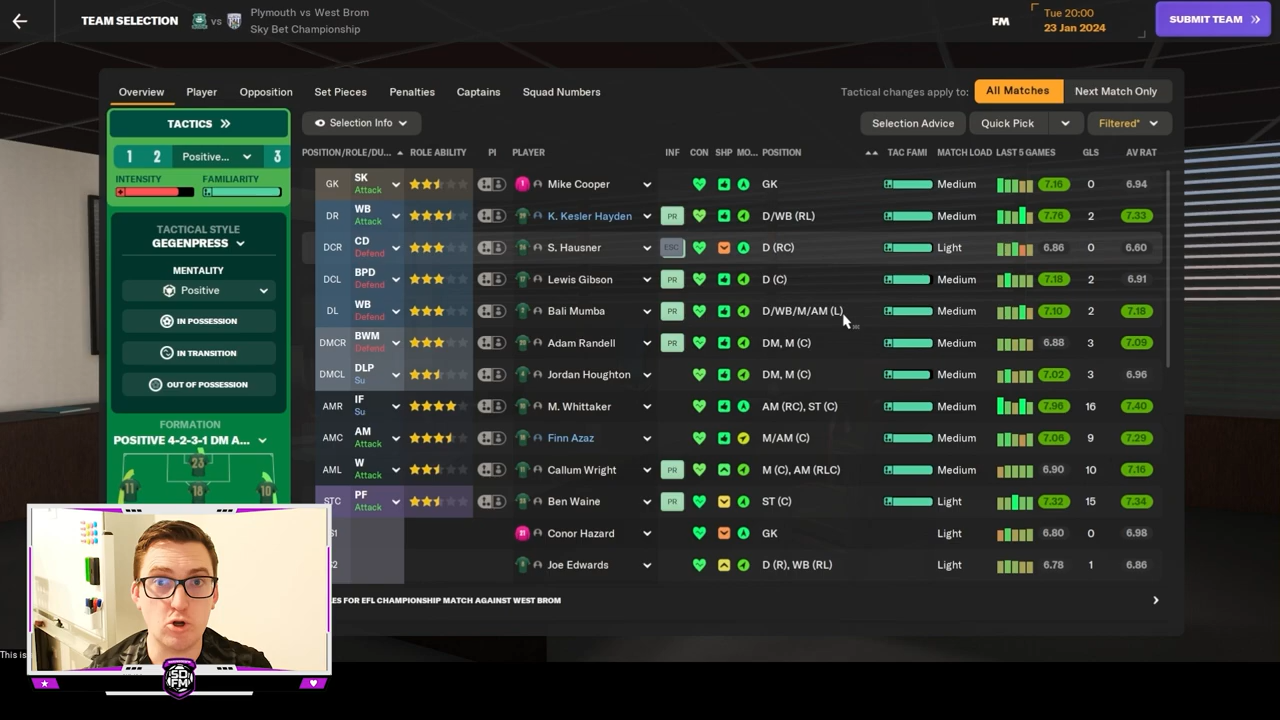 TEAM SELECTION
vs
Plymouth vs West Brom
Sky Bet Championship
FM
Tue 20:00
23 Jan 2024
SUBMIT TEAM
Overview Player Opposition Set Pieces Penalties Captains Squad Numbers
Tactical changes apply to: All Matches Next Match Only
TACTICS
1 2 Positive... 3
INTENSITY FAMILIARITY
TACTICAL STYLE
GEGENPRESS
MENTALITY
Positive
IN POSSESSION
IN TRANSITION
OUT OF POSSESSION
FORMATION
POSITIVE 4-2-3-1 DM A...
23
11 18 10
Selection Info
Selection Advice Quick Pick Filtered*
POSITION/ROLE/DU... ROLE ABILITY PI PLAYER INF CON SHP MO... POSITION TAC FAMI MATCH LOAD LAST 5 GAMES GLS AV RAT
GK SK Attack Mike Cooper GK Medium 7.16 0 6.94
DR WB Attack K. Kesler Hayden PR D/WB (RL) Medium 7.76 2 7.33
DCR CD Defend S. Hausner ESC D (RC) Light 6.86 0 6.60
DCL BPD Defend Lewis Gibson PR D (C) Medium 7.18 2 6.91
DL WB Defend Bali Mumba PR D/WB/M/AM (L) Medium 7.10 2 7.18
DMCR BWM Defend Adam Randell PR DM, M (C) Medium 6.88 3 7.09
DMCL DLP Su Jordan Houghton DM, M (C) Medium 7.02 3 6.96
AMR IF Su M. Whittaker AM (RC), ST (C) Medium 7.96 16 7.40
AMC AM Attack Finn Azaz M/AM (C) Medium 7.06 9 7.29
AML W Attack Callum Wright PR M (C), AM (RLC) Medium 6.90 10 7.16
STC PF Attack Ben Waine PR ST (C) Light 7.32 15 7.34
S1 Conor Hazard GK Light 6.80 0 6.98
S2 Joe Edwards D (R), WB (RL) Light 6.78 1 6.86
ES FOR EFL CHAMPIONSHIP MATCH AGAINST WEST BROM
This is
SDFM